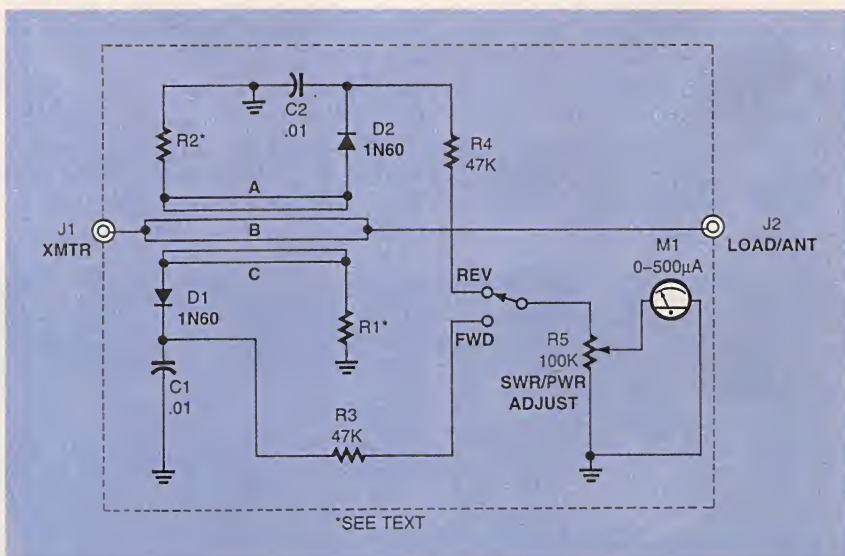 C2
.01
R2*
D2
1N60
R4
47K
A
J1
XMTR
B
J2
LOAD/ANT
M1
0–500µA
C
D1
1N60
R1*
REV
FWD
R5
100K
SWR/PWR
ADJUST
C1
.01
R3
47K
*SEE TEXT